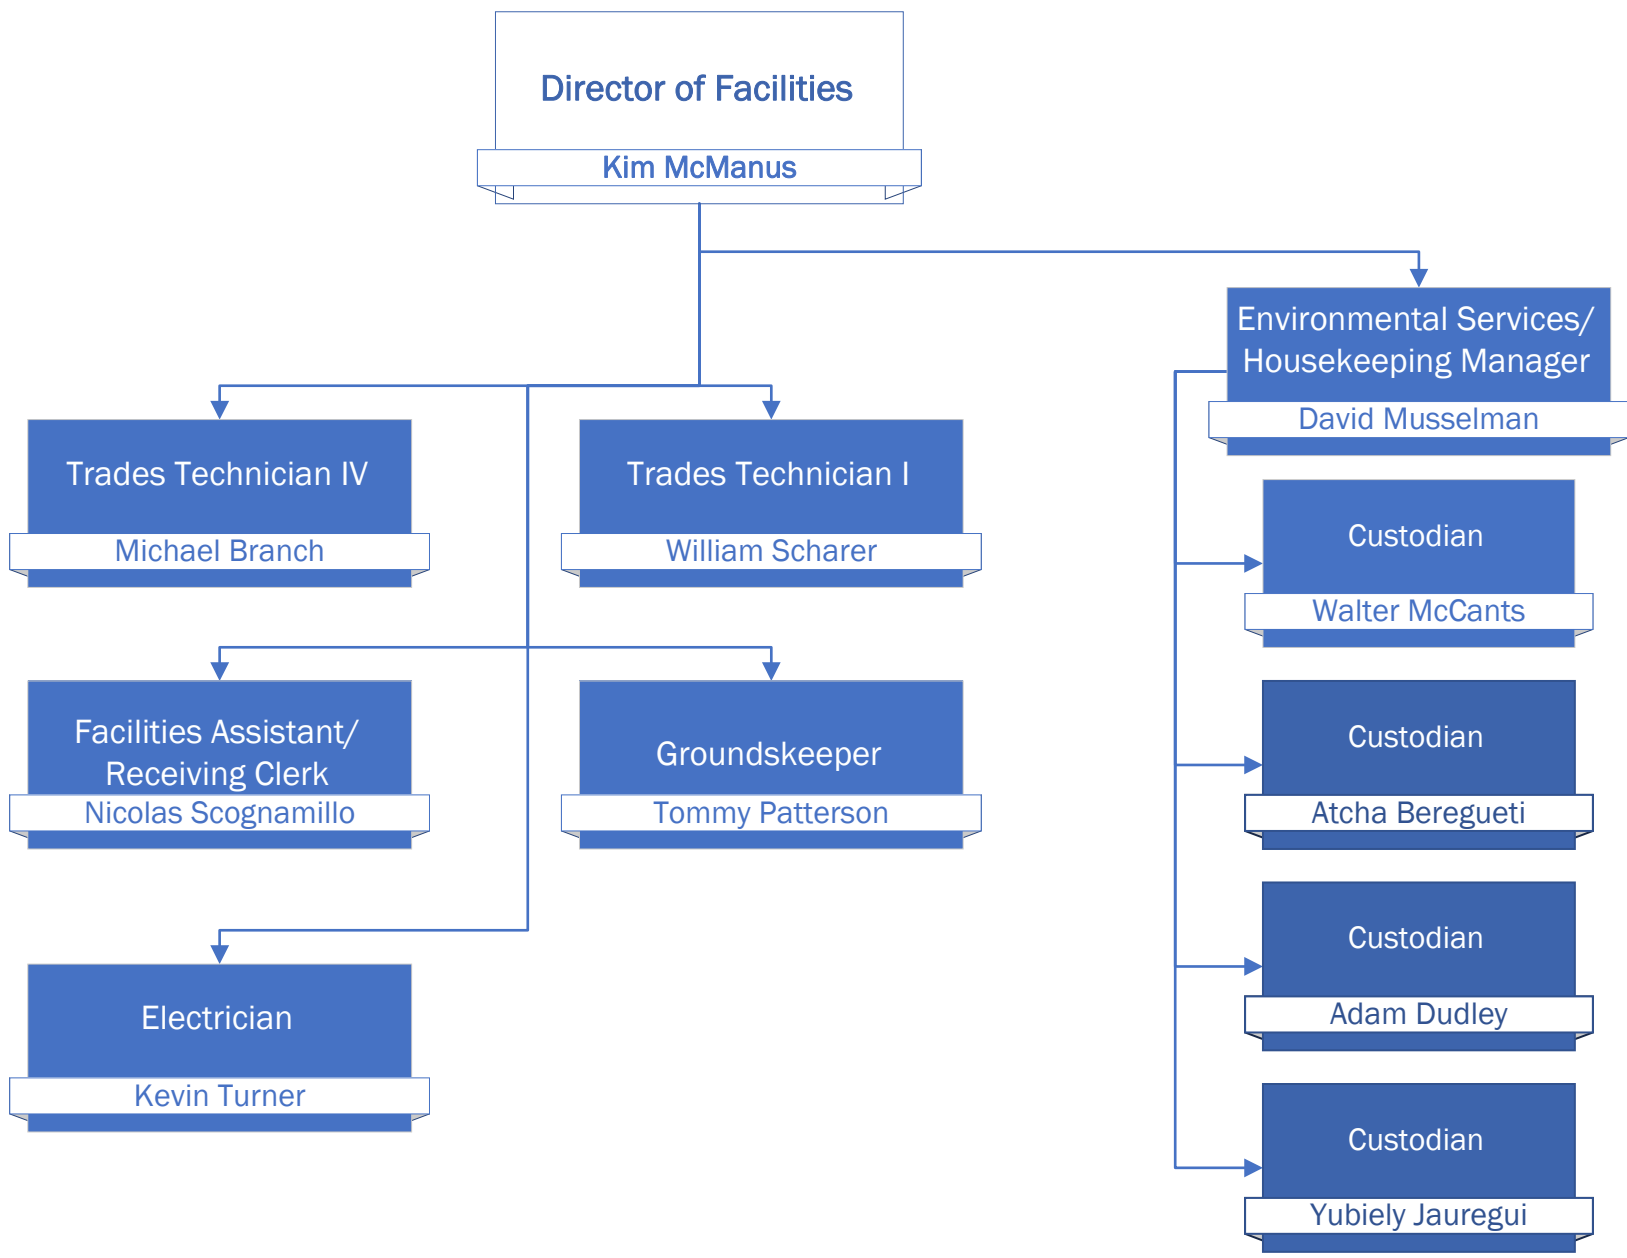 Director of Facilities
Kim McManus
Environmental Services/
Housekeeping Manager
David Musselman
Trades Technician IV
Michael Branch
Trades Technician I
William Scharer
Custodian
Walter McCants
Facilities Assistant/
Receiving Clerk
Nicolas Scognamillo
Groundskeeper
Tommy Patterson
Custodian
Atcha Beregueti
Custodian
Adam Dudley
Electrician
Kevin Turner
Custodian
Yubiely Jauregui